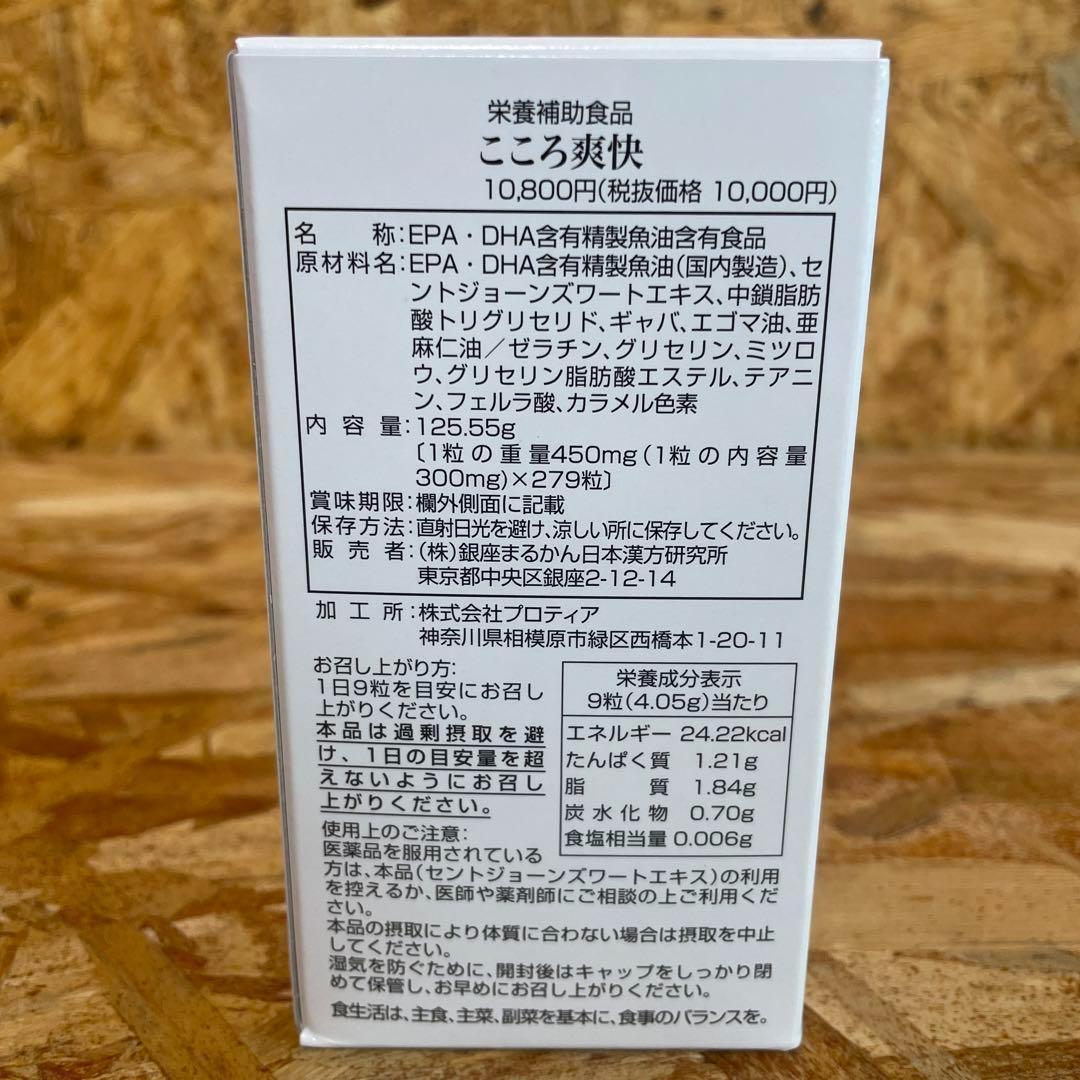 栄養補助食品
こころ爽快
10,800円(税抜価格 10,000円)
名称:EPA・DHA含有精製魚油含有食品
原材料名:EPA・DHA含有精製魚油(国内製造)、セ
ントジョーンズワートエキス、中鎖脂肪
酸トリグリセリド、ギャバ、エゴマ油、亜
麻仁油/ゼラチン、グリセリン、ミツロ
ウ、グリセリン脂肪酸エステル、テアニ
ン、フェルラ酸、カラメル色素
内容量:125.55g
〔1粒の重量450mg(1粒の内容量
300mg)×279粒〕
賞味期限:欄外側面に記載
保存方法:直射日光を避け、涼しい所に保存してください。
販売者:(株)銀座まるかん日本漢方研究所
東京都中央区銀座2-12-14
加工所:株式会社プロティア
神奈川県相模原市緑区西橋本1-20-11
お召し上がり方:
1日9粒を目安にお召し
上がりください。
本品は過剰摂取を避
け、1日の目安量を超
えないようにお召し
上がりください。
栄養成分表示
9粒(4.05g)当たり
エネルギー 24.22kcal
たんぱく質 1.21g
脂質 1.84g
炭水化物 0.70g
食塩相当量 0.006g
使用上のご注意:
医薬品を服用されている
方は、本品(セントジョーンズワートエキス)の利用
を控えるか、医師や薬剤師にご相談の上ご利用くだ
さい。
本品の摂取により体質に合わない場合は摂取を中止
してください。
湿気を防ぐために、開封後はキャップをしっかり閉
めて保管し、お早めにお召し上がりください。
食生活は、主食、主菜、副菜を基本に、食事のバランスを。